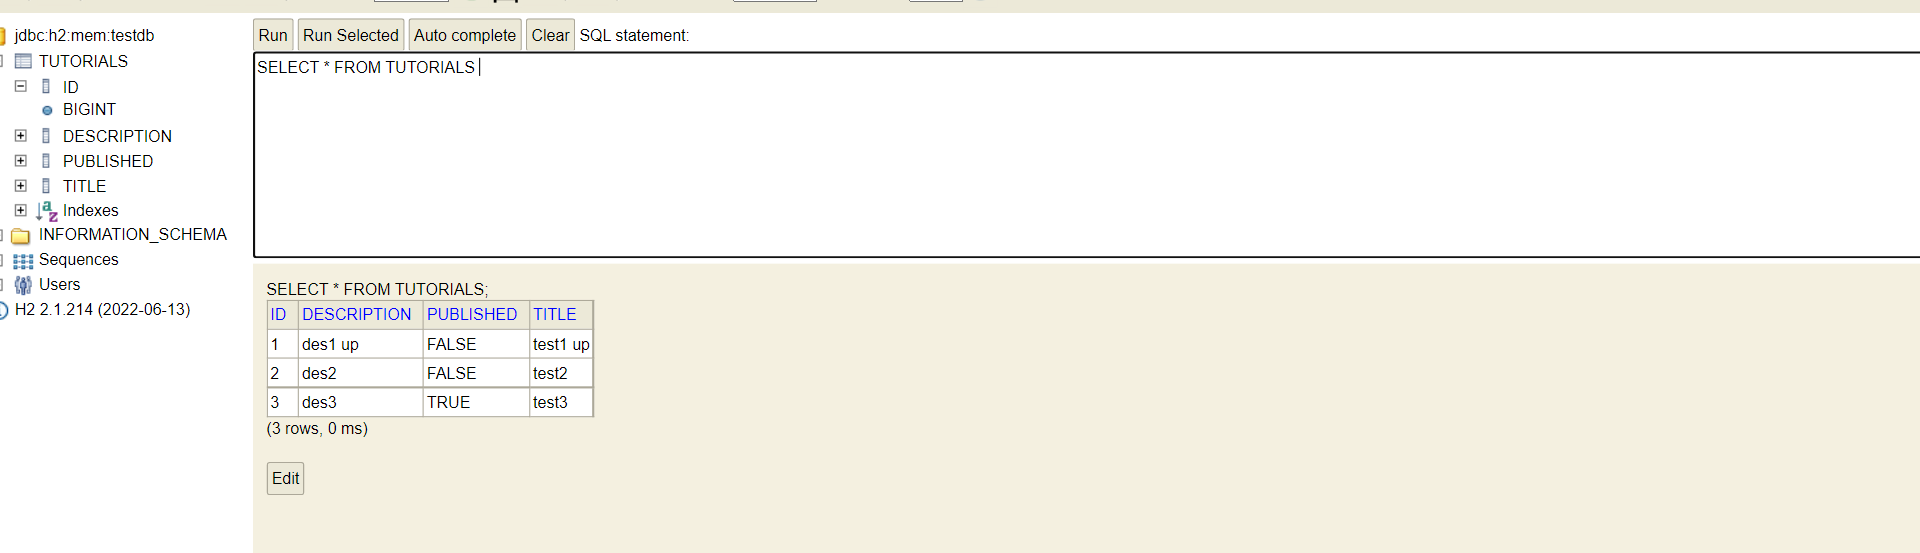 jdbc:h2:mem:testdb
TUTORIALS
ID
BIGINT
DESCRIPTION
PUBLISHED
TITLE
Indexes
INFORMATION_SCHEMA
Sequences
Users
H2 2.1.214 (2022-06-13)
Run Run Selected Auto complete Clear SQL statement:
SELECT * FROM TUTORIALS
SELECT * FROM TUTORIALS;
ID DESCRIPTION PUBLISHED TITLE
1 des1 up FALSE test1 up
2 des2 FALSE test2
3 des3 TRUE test3
(3 rows, 0 ms)
Edit